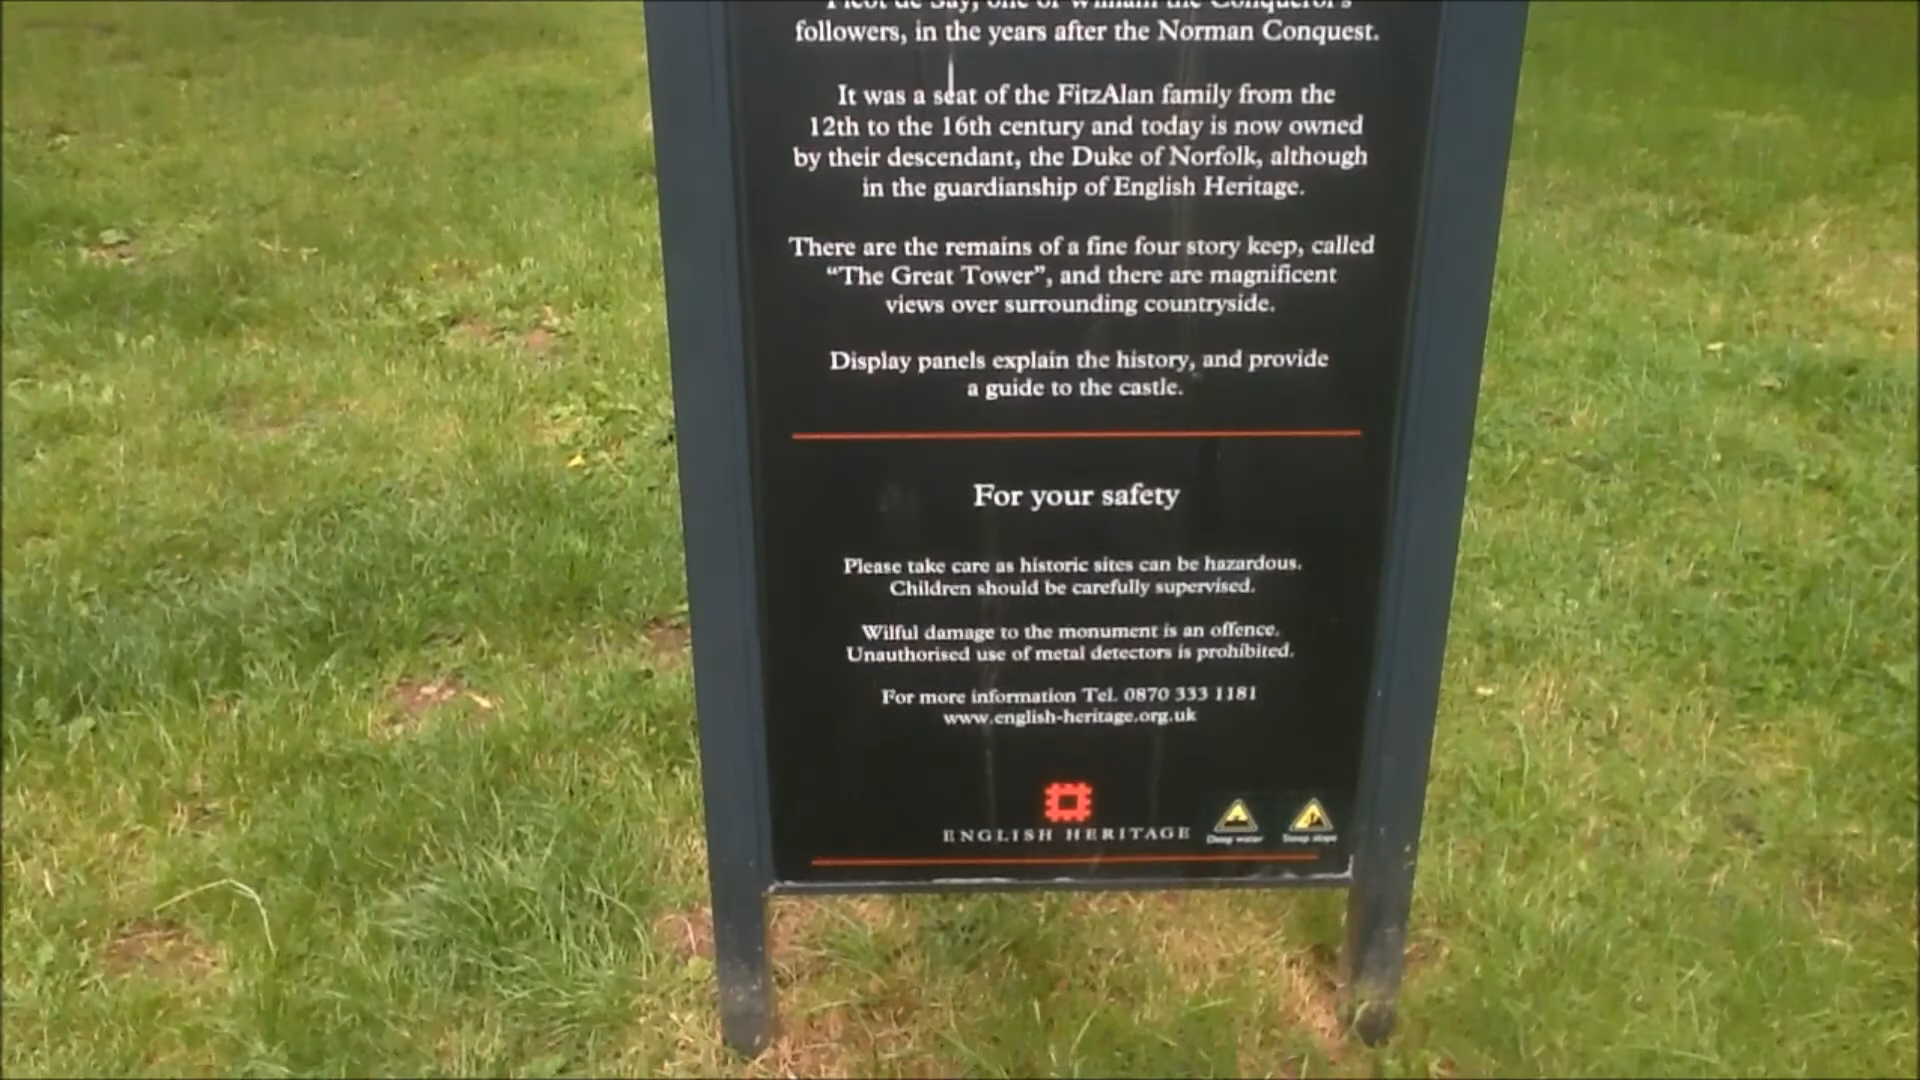 Picot de Say, one of William the Conqueror's
followers, in the years after the Norman Conquest.
It was a seat of the FitzAlan family from the
12th to the 16th century and today is now owned
by their descendant, the Duke of Norfolk, although
in the guardianship of English Heritage.
There are the remains of a fine four story keep, called
“The Great Tower”, and there are magnificent
views over surrounding countryside.
Display panels explain the history, and provide
a guide to the castle.
For your safety
Please take care as historic sites can be hazardous.
Children should be carefully supervised.
Wilful damage to the monument is an offence.
Unauthorised use of metal detectors is prohibited.
For more information Tel. 0870 333 1181
www.english-heritage.org.uk
ENGLISH HERITAGE
Deep water
Steep slope